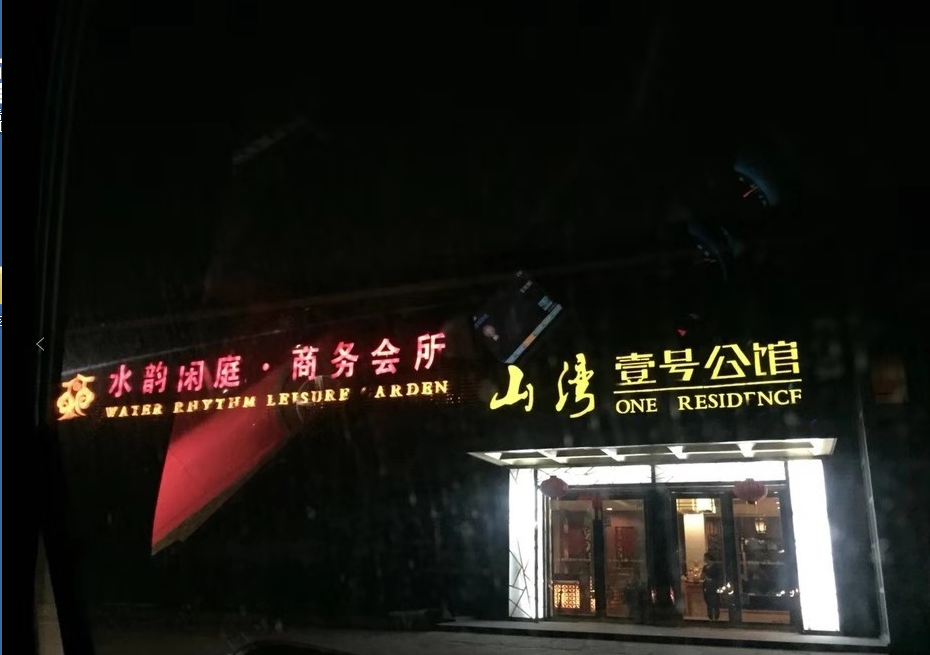 水韵闲庭·商务会所
WATER RHYTHM LEISURE ARDEN
山湾 壹号公馆
ONE RESIDENCE